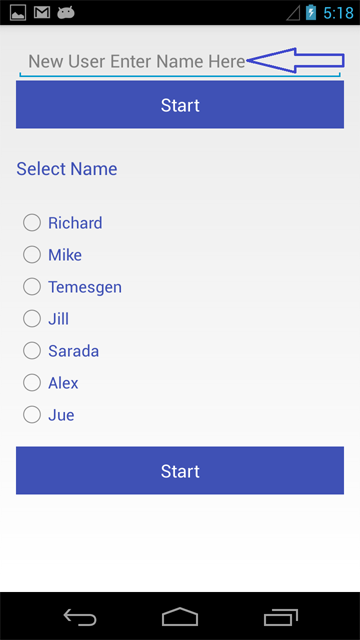 5:18
New User Enter Name Here
Start
Select Name
Richard
Mike
Temesgen
Jill
Sarada
Alex
Jue
Start